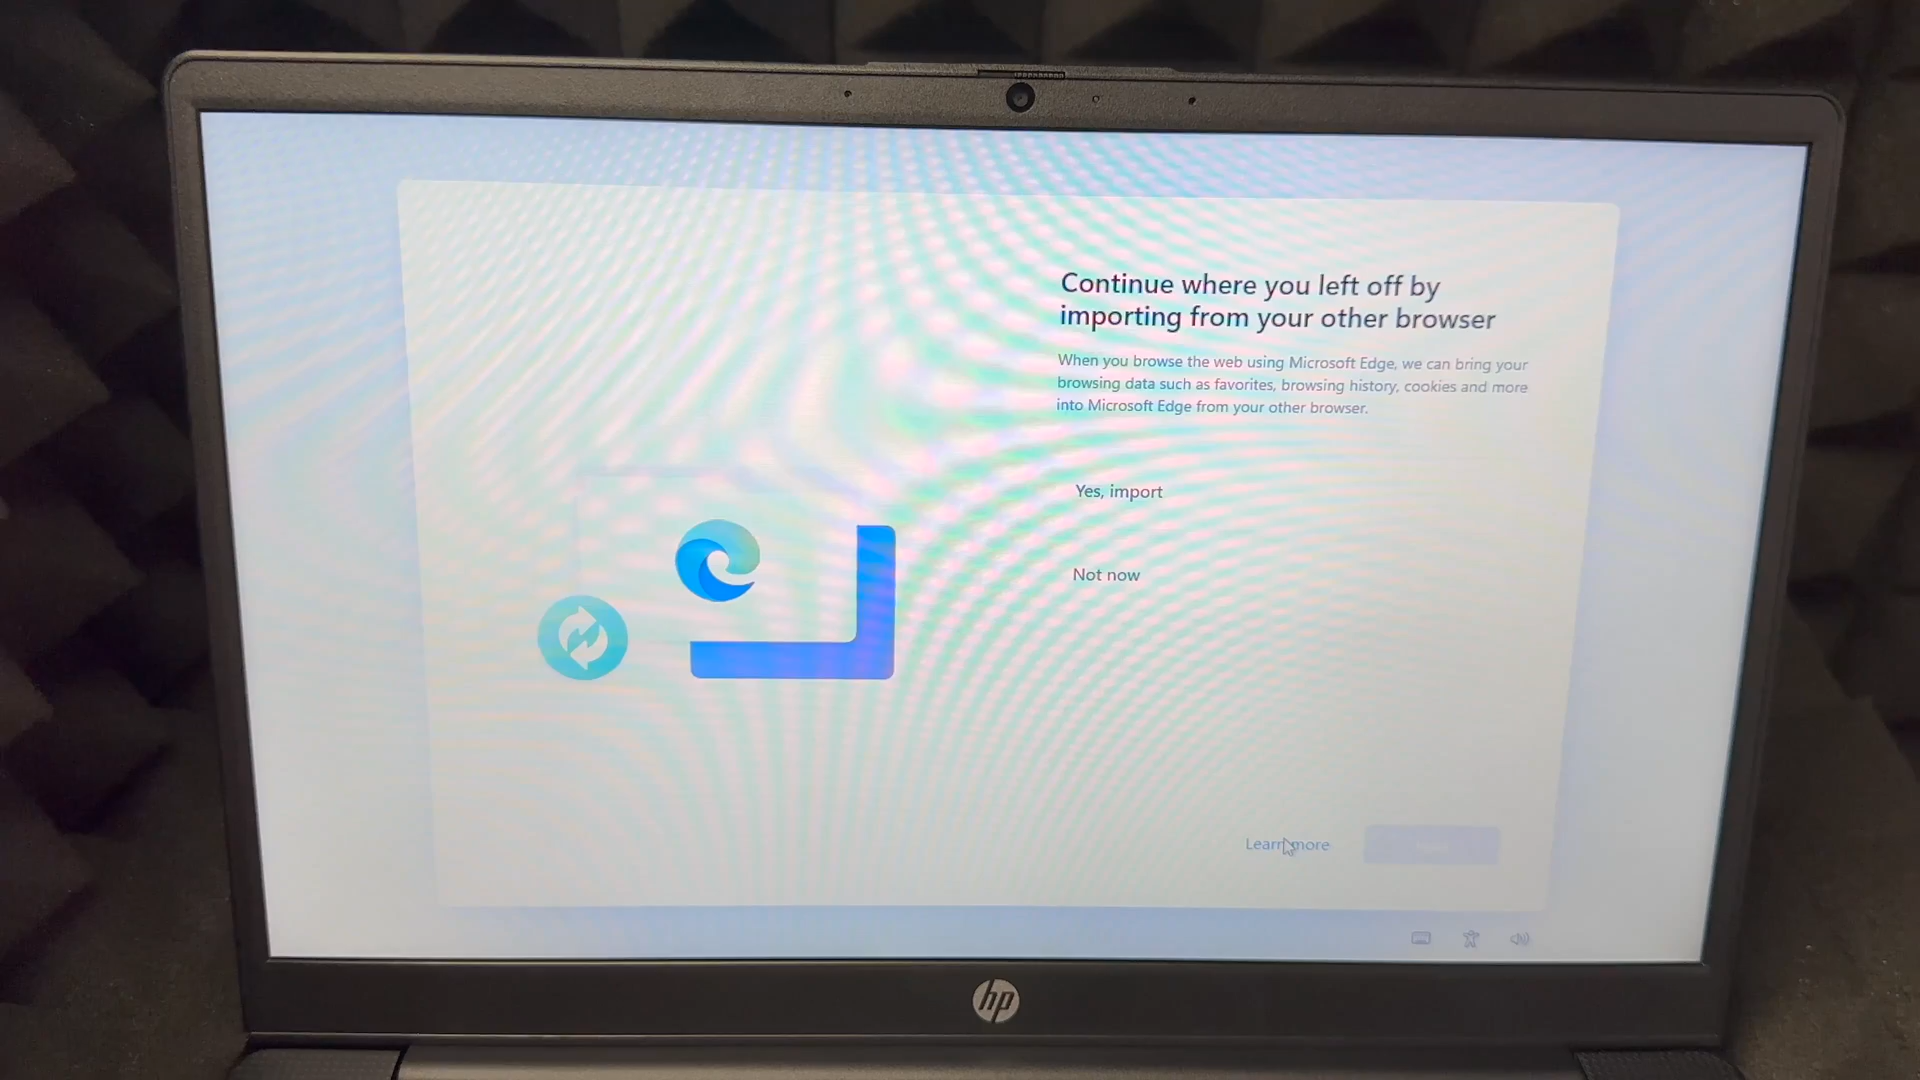 Continue where you left off by
importing from your other browser
When you browse the web using Microsoft Edge, we can bring your
browsing data such as favorites, browsing history, cookies and more
into Microsoft Edge from your other browser.
Yes, import
Not now
Learn more
hp